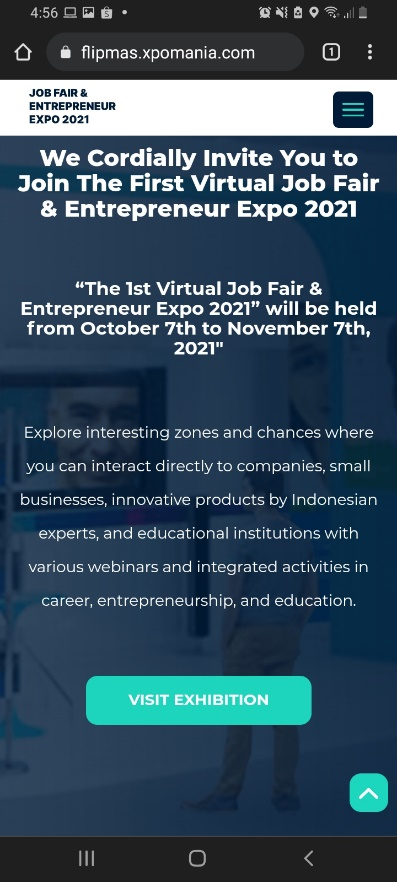 4:56
flipmas.xpomania.com
1
JOB FAIR &
ENTREPRENEUR
EXPO 2021
We Cordially Invite You to
Join The First Virtual Job Fair
& Entrepreneur Expo 2021
“The 1st Virtual Job Fair &
Entrepreneur Expo 2021” will be held
from October 7th to November 7th,
2021"
Explore interesting zones and chances where
you can interact directly to companies, small
businesses, innovative products by Indonesian
experts, and educational institutions with
various webinars and integrated activities in
career, entrepreneurship, and education.
VISIT EXHIBITION